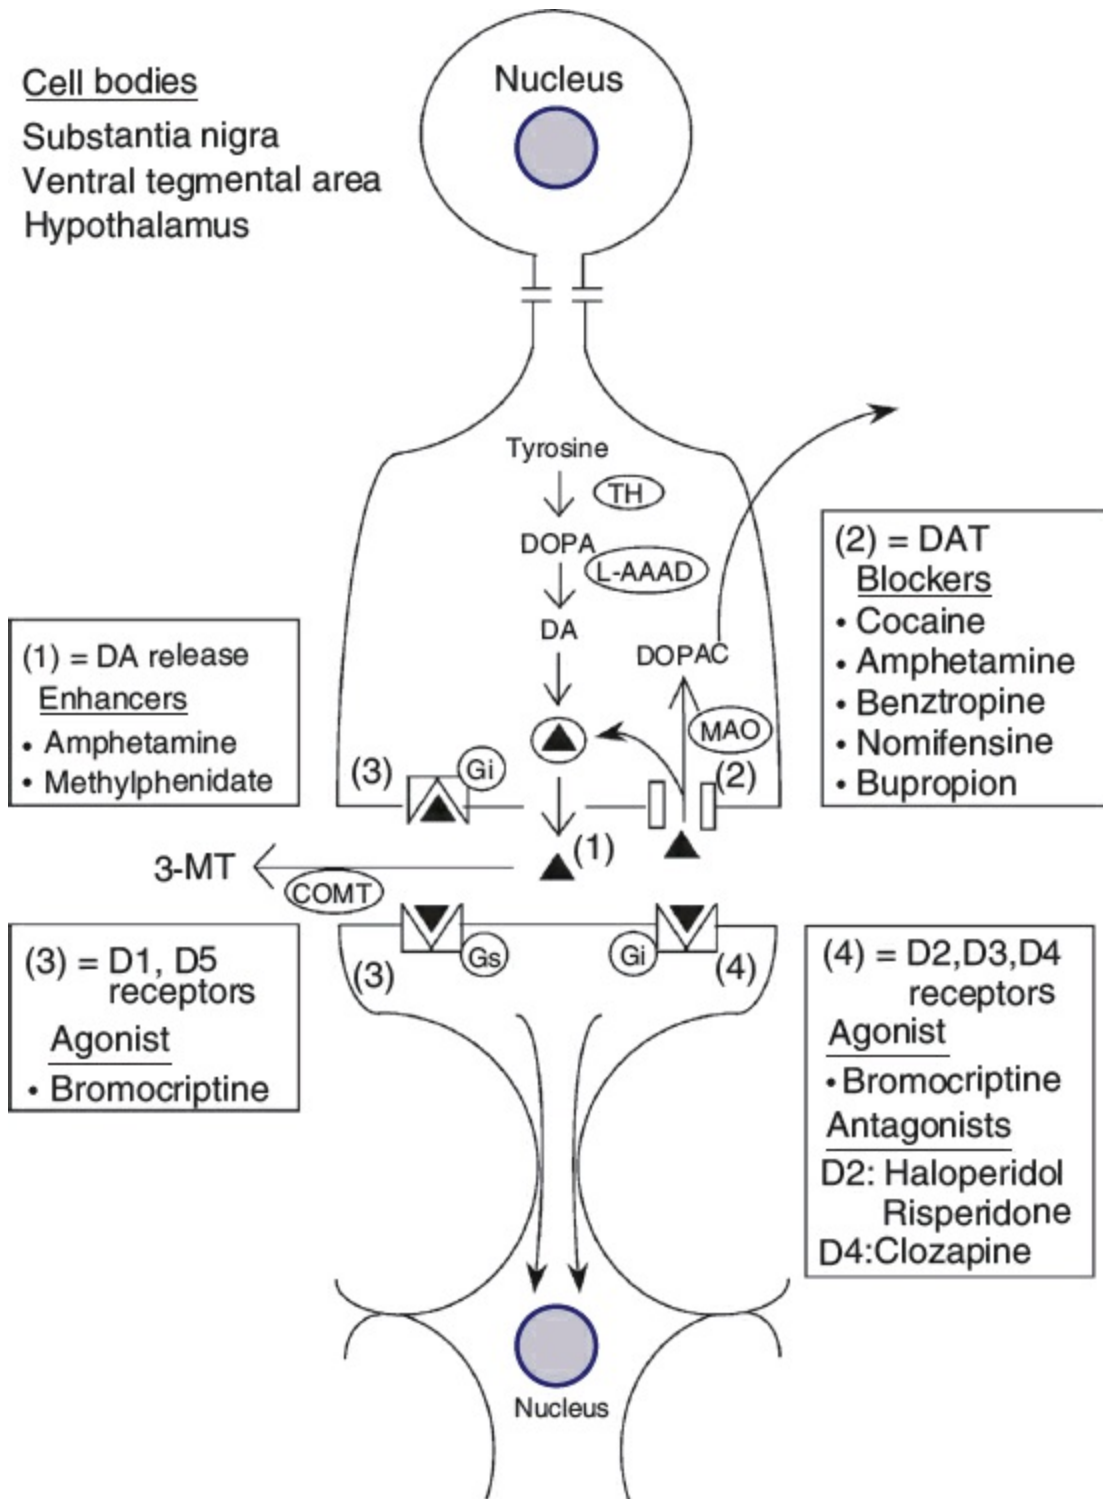 Cell bodies
Substantia nigra
Ventral tegmental area
Hypothalamus
Nucleus
Tyrosine
TH
DOPA
L-AAAD
DA
DOPAC
MAO
(3)
Gi
(2)
(1)
3-MT
COMT
(3)
Gs
Gi
(4)
Nucleus
(1) = DA release
Enhancers
• Amphetamine
• Methylphenidate
(2) = DAT
Blockers
• Cocaine
• Amphetamine
• Benztropine
• Nomifensine
• Bupropion
(3) = D1, D5
receptors
Agonist
• Bromocriptine
(4) = D2,D3,D4
receptors
Agonist
• Bromocriptine
Antagonists
D2: Haloperidol
Risperidone
D4:Clozapine